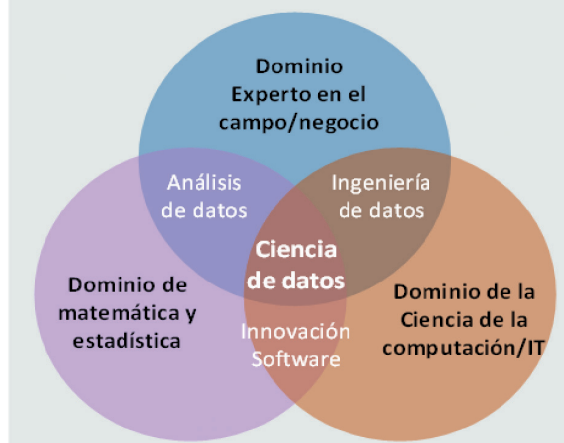 Dominio
Experto en el
campo/negocio
Análisis
de datos
Ingeniería
de datos
Ciencia
de datos
Dominio de
matemática y
estadística
Innovación
Software
Dominio de la
Ciencia de la
computación/IT